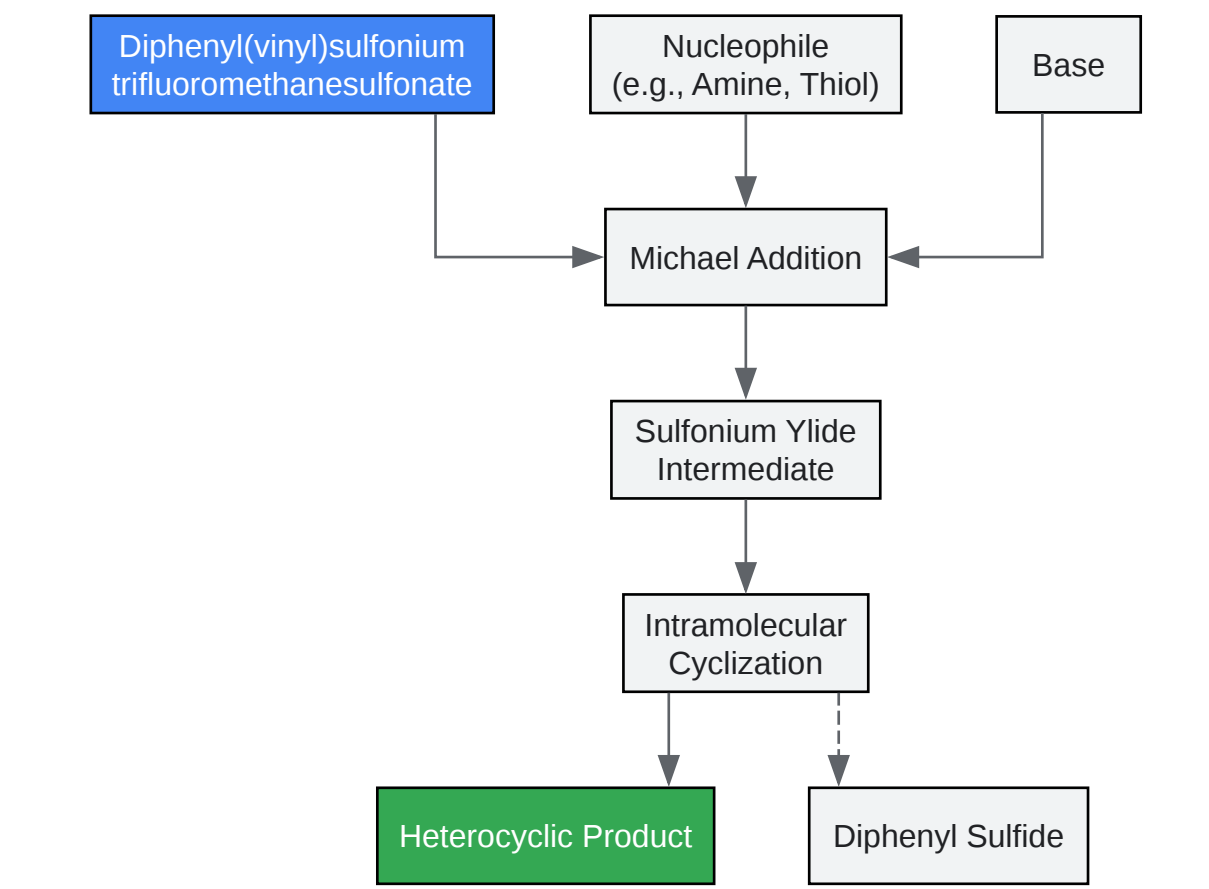 Diphenyl(vinyl)sulfonium
trifluoromethanesulfonate
Nucleophile
(e.g., Amine, Thiol)
Base
Michael Addition
Sulfonium Ylide
Intermediate
Intramolecular
Cyclization
Heterocyclic Product
Diphenyl Sulfide